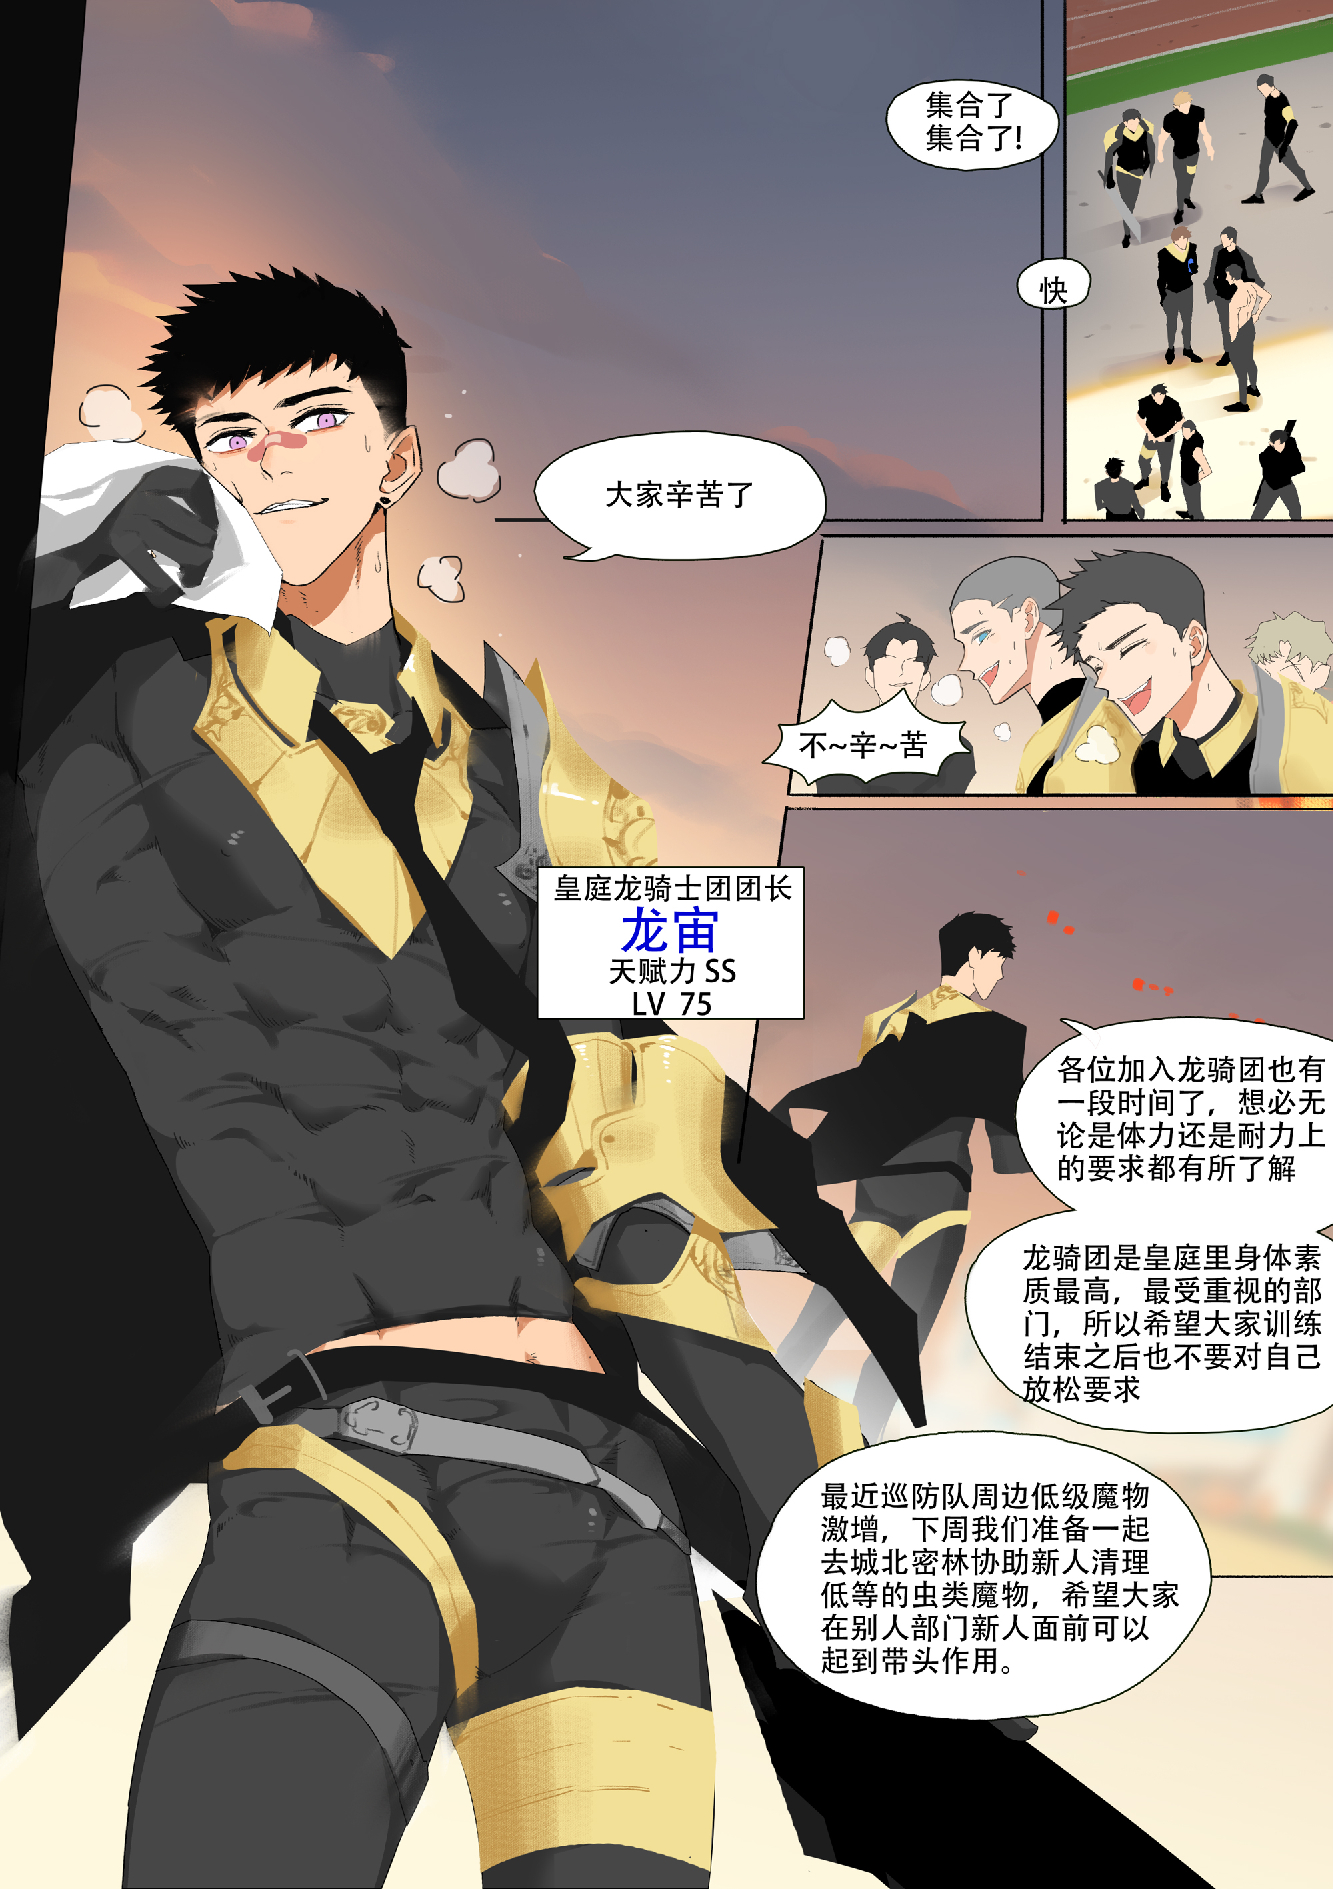 集合了
集合了!
快
大家辛苦了
不~辛~苦
皇庭龙骑士团团长
龙宙
天赋力 SS
LV 75
各位加入龙骑团也有
一段时间了，想必无
论是体力还是耐力上
的要求都有所了解
龙骑团是皇庭里身体素
质最高，最受重视的部
门，所以希望大家训练
结束之后也不要对自己
放松要求
最近巡防队周边低级魔物
激增，下周我们准备一起
去城北密林协助新人清理
低等的虫类魔物，希望大家
在别人部门新人面前可以
起到带头作用。